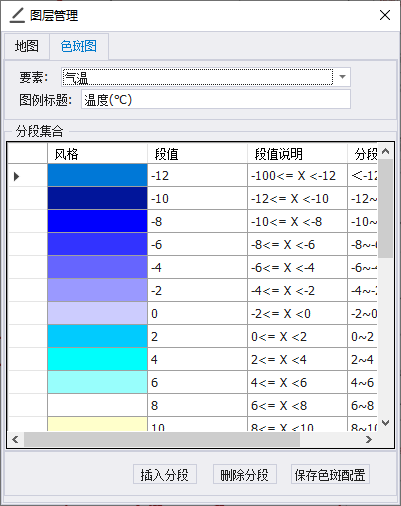 图层管理
地图 色斑图
要素: 气温
图例标题: 温度(℃)
分段集合
风格 段值 段值说明 分段
-12 -100<= X <-12 <-12
-10 -12<= X <-10 -12~
-8 -10<= X <-8 -10~
-6 -8<= X <-6 -8~-6
-4 -6<= X <-4 -6~-4
-2 -4<= X <-2 -4~-2
0 -2<= X <0 -2~0
2 0<= X <2 0~2
4 2<= X <4 2~4
6 4<= X <6 4~6
8 6<= X <8 6~8
10 8<= X <10 8~10
插入分段 删除分段 保存色斑配置